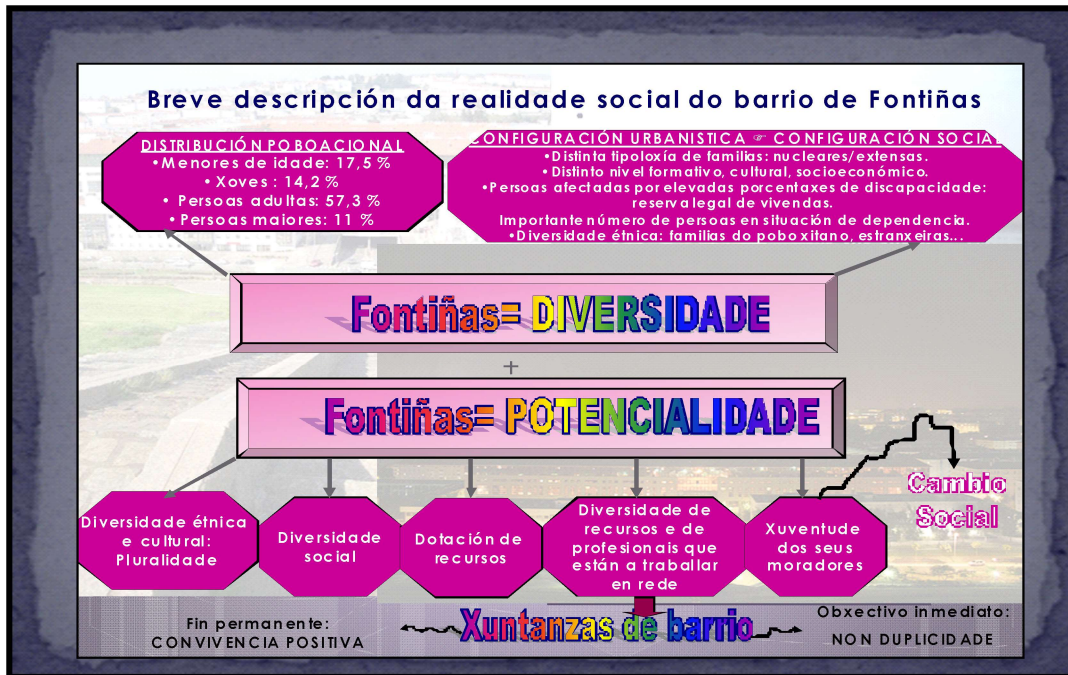 Breve descripción da realidade social do barrio de Fontiñas
DISTRIBUCIÓN POBOACIONAL
•Menores de idade: 17,5 %
•Xoves : 14,2 %
• Persoas adultas: 57,3 %
•Persoas maiores: 11 %
CONFIGURACIÓN URBANISTICA ☞ CONFIGURACIÓN SOCIAL
•Distinta tipoloxía de familias: nucleares/extensas.
•Distinto nivel formativo, cultural, socioeconómico.
•Persoas afectadas por elevadas porcentaxes de discapacidade:
reserva legal de vivendas.
Importante número de persoas en situación de dependencia.
•Diversidade étnica: familias do pobo xitano, estranxeiras...
Fontiñas= DIVERSIDADE
+
Fontiñas= POTENCIALIDADE
Diversidade étnica
e cultural:
Pluralidade
Diversidade
social
Dotación de
recursos
Diversidade de
recursos e de
profesionais que
están a traballar
en rede
Xuventude
dos seus
moradores
Cambio
Social
Fin permanente:
CONVIVENCIA POSITIVA
Xuntanzas de barrio
Obxectivo inmediato:
NON DUPLICIDADE